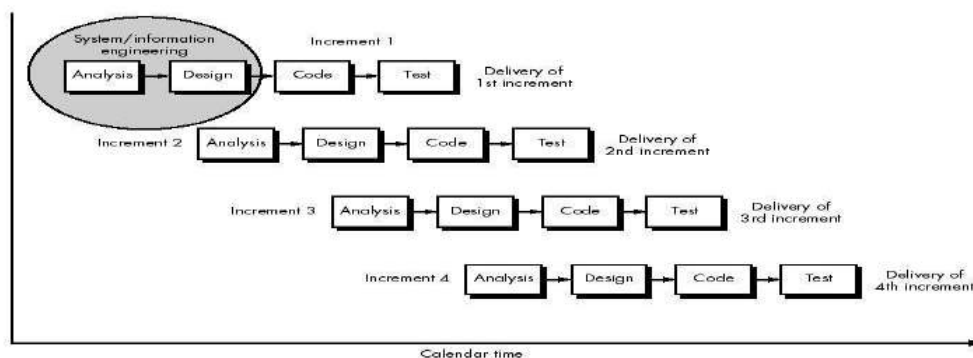 System/information
engineering
Increment 1
Analysis
Design
Code
Test
Delivery of
1st increment
Increment 2
Analysis
Design
Code
Test
Delivery of
2nd increment
Increment 3
Analysis
Design
Code
Test
Delivery of
3rd increment
Increment 4
Analysis
Design
Code
Test
Delivery of
4th increment
Calendar time